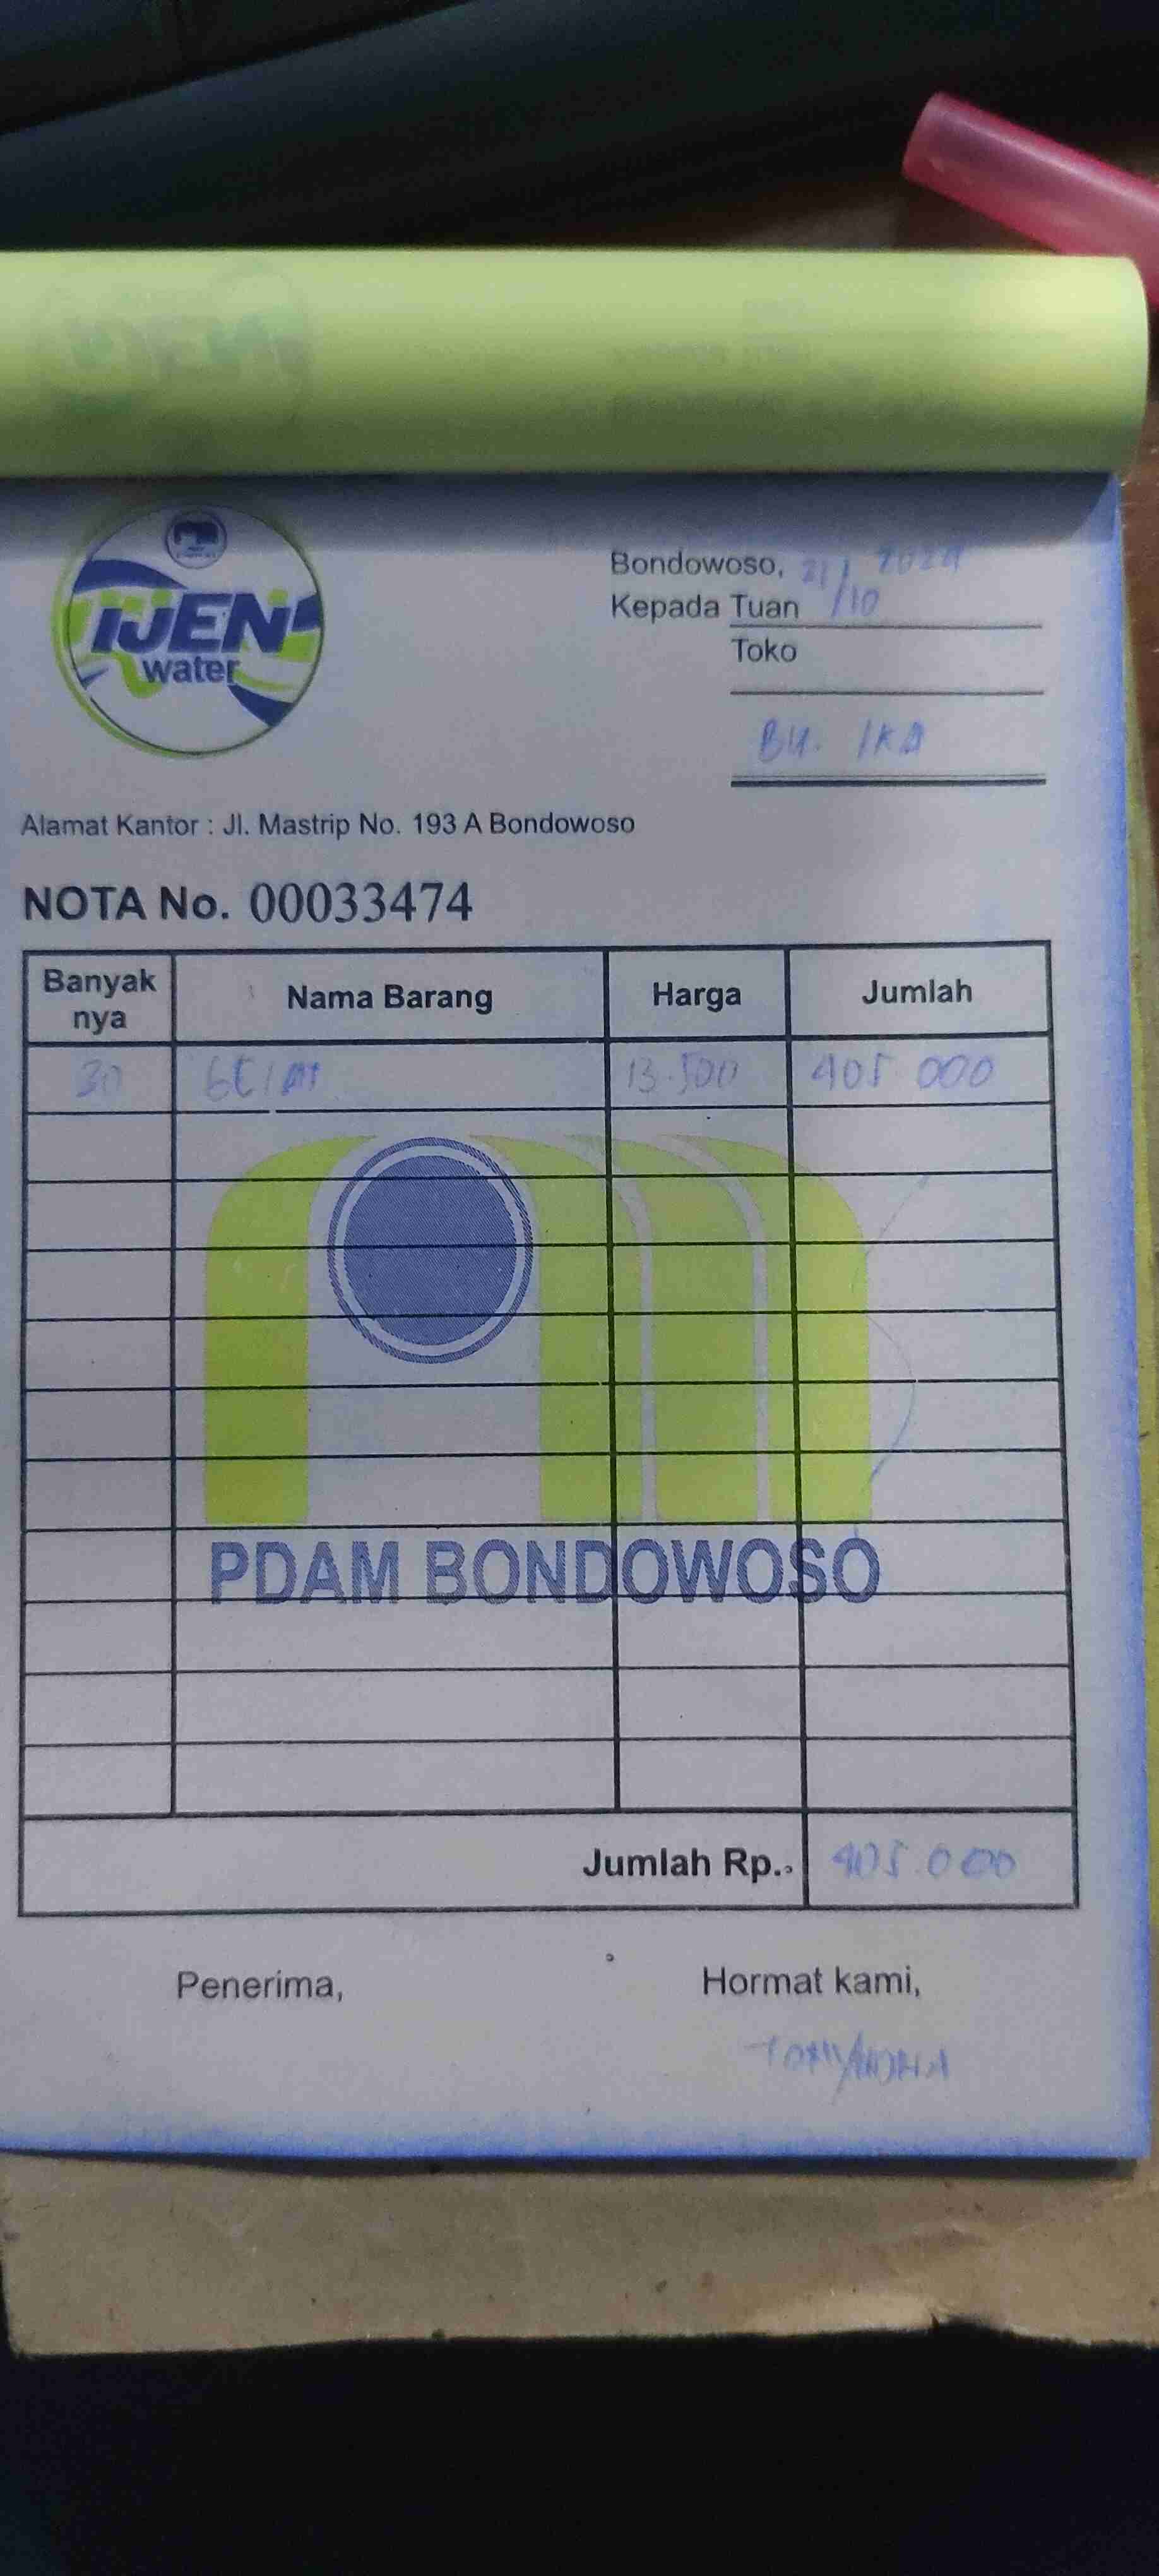 IJEN
water
Bondowoso, 21/10 2024
Kepada Tuan
Toko
BU. IKA
Alamat Kantor : Jl. Mastrip No. 193 A Bondowoso
NOTA No. 00033474
Banyak nya Nama Barang Harga Jumlah
30 GELAS 13.500 405 000
PDAM BONDOWOSO
Jumlah Rp. 405.000
Penerima, Hormat kami,